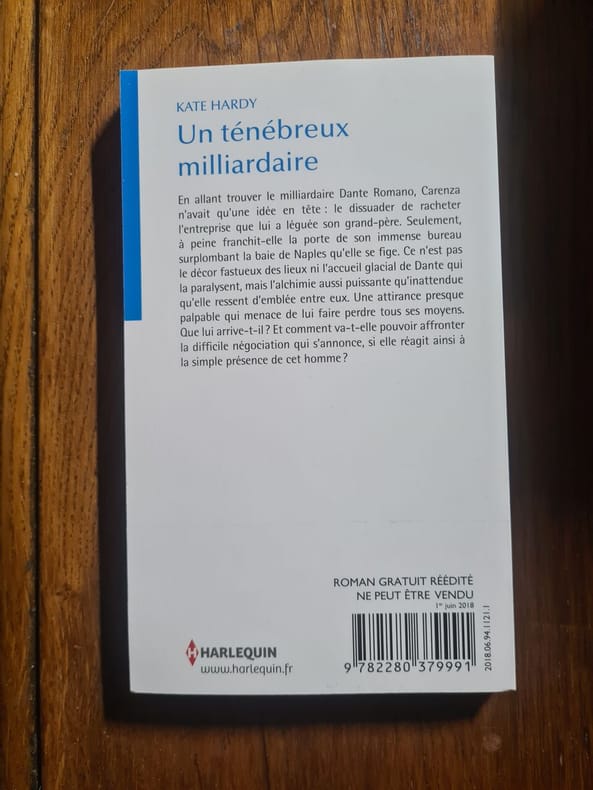 KATE HARDY
Un ténébreux
milliardaire
En allant trouver le milliardaire Dante Romano, Carenza
n'avait qu'une idée en tête : le dissuader de racheter
l'entreprise que lui a léguée son grand-père. Seulement,
à peine franchit-elle la porte de son immense bureau
surplombant la baie de Naples qu'elle se fige. Ce n'est pas
le décor fastueux des lieux ni l'accueil glacial de Dante qui
la paralysent, mais l'alchimie aussi puissante qu'inattendue
qu'elle ressent d'emblée entre eux. Une attirance presque
palpable qui menace de lui faire perdre tous ses moyens.
Que lui arrive-t-il ? Et comment va-t-elle pouvoir affronter
la difficile négociation qui s'annonce, si elle réagit ainsi à
la simple présence de cet homme ?
ROMAN GRATUIT RÉÉDITÉ
NE PEUT ÊTRE VENDU
1er juin 2018
H HARLEQUIN
www.harlequin.fr
9 782280 379991
2018.06.94.1121.1